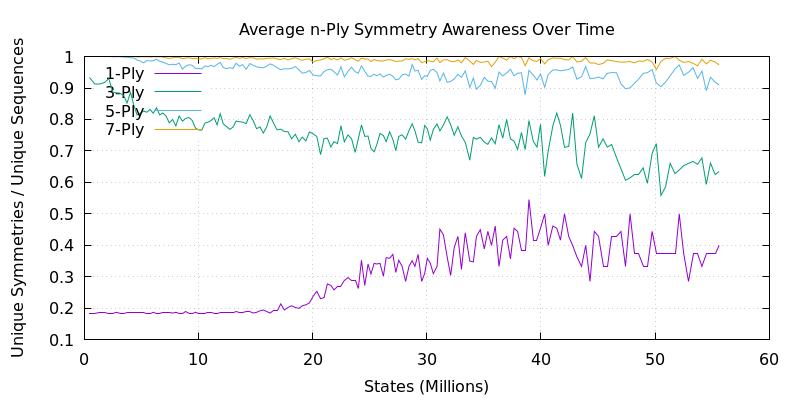 Average n-Ply Symmetry Awareness Over Time
Unique Symmetries / Unique Sequences
1
0.9
0.8
0.7
0.6
0.5
0.4
0.3
0.2
0.1
1-Ply
3-Ply
5-Ply
7-Ply
0 10 20 30 40 50 60
States (Millions)